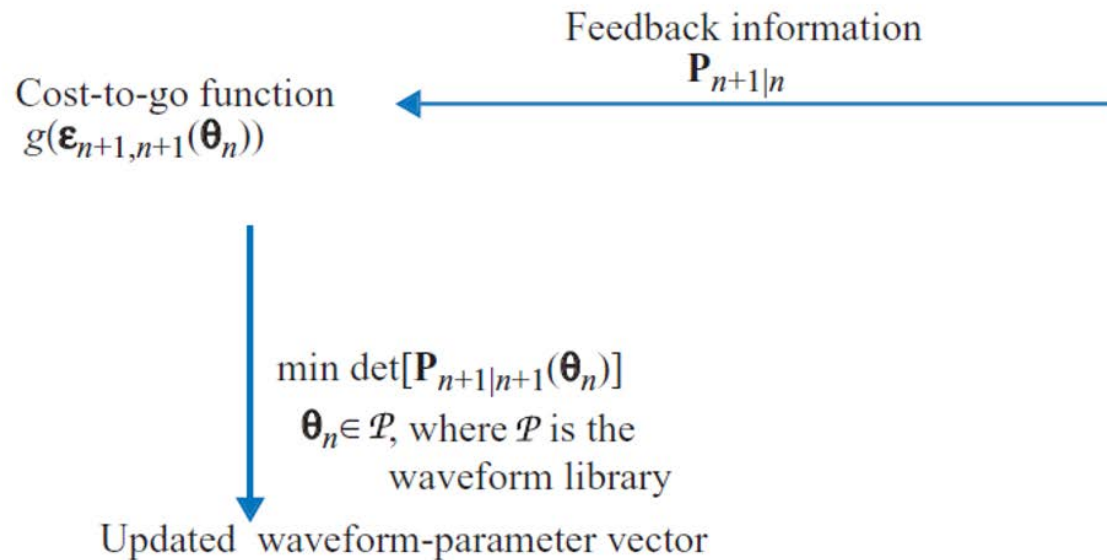 Feedback information
P_{n+1|n}
Cost-to-go function
g(ε_{n+1,n+1}(θ_n))
min det[P_{n+1|n+1}(θ_n)]
θ_n ∈ 𝒫, where 𝒫 is the
waveform library
Updated waveform-parameter vector